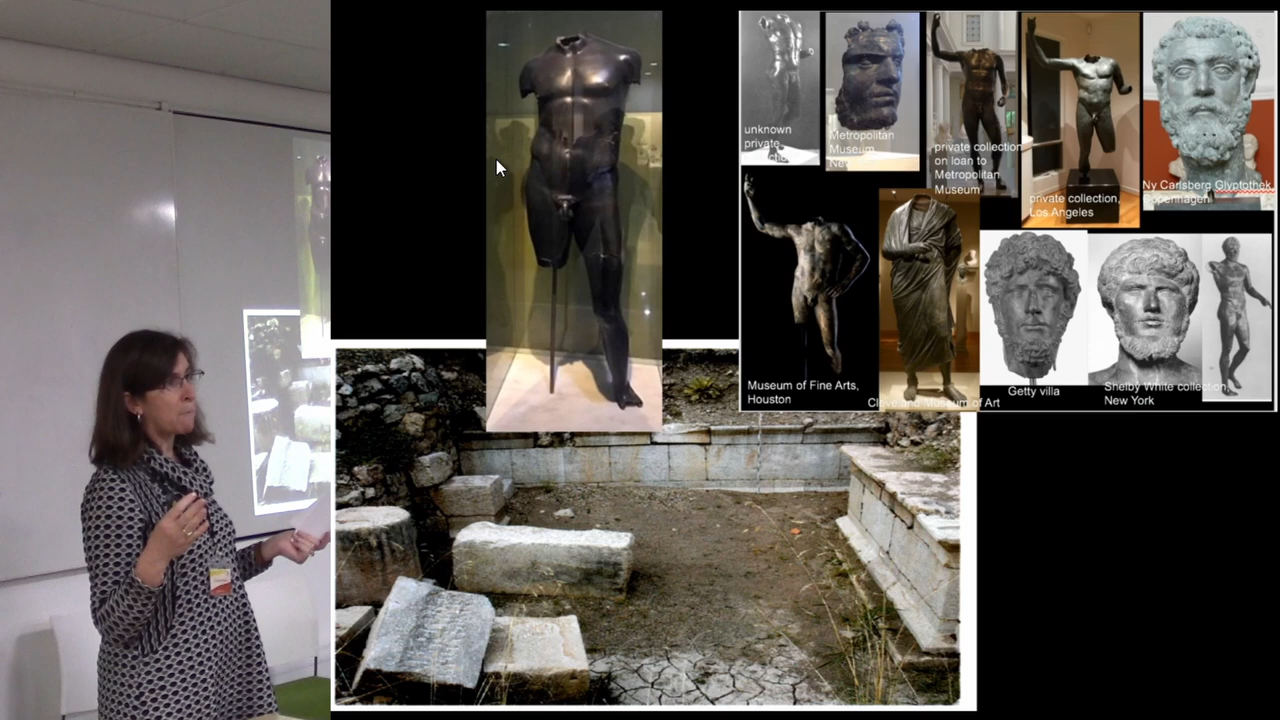 unknown
private
Metropolitan
Museum
private collection
on loan to
Metropolitan
Museum
private collection,
Los Angeles
Ny Carlsberg Glyptothek,
Copenhagen
Museum of Fine Arts,
Houston
Museum of Art
Getty villa
Shelby White collection,
New York